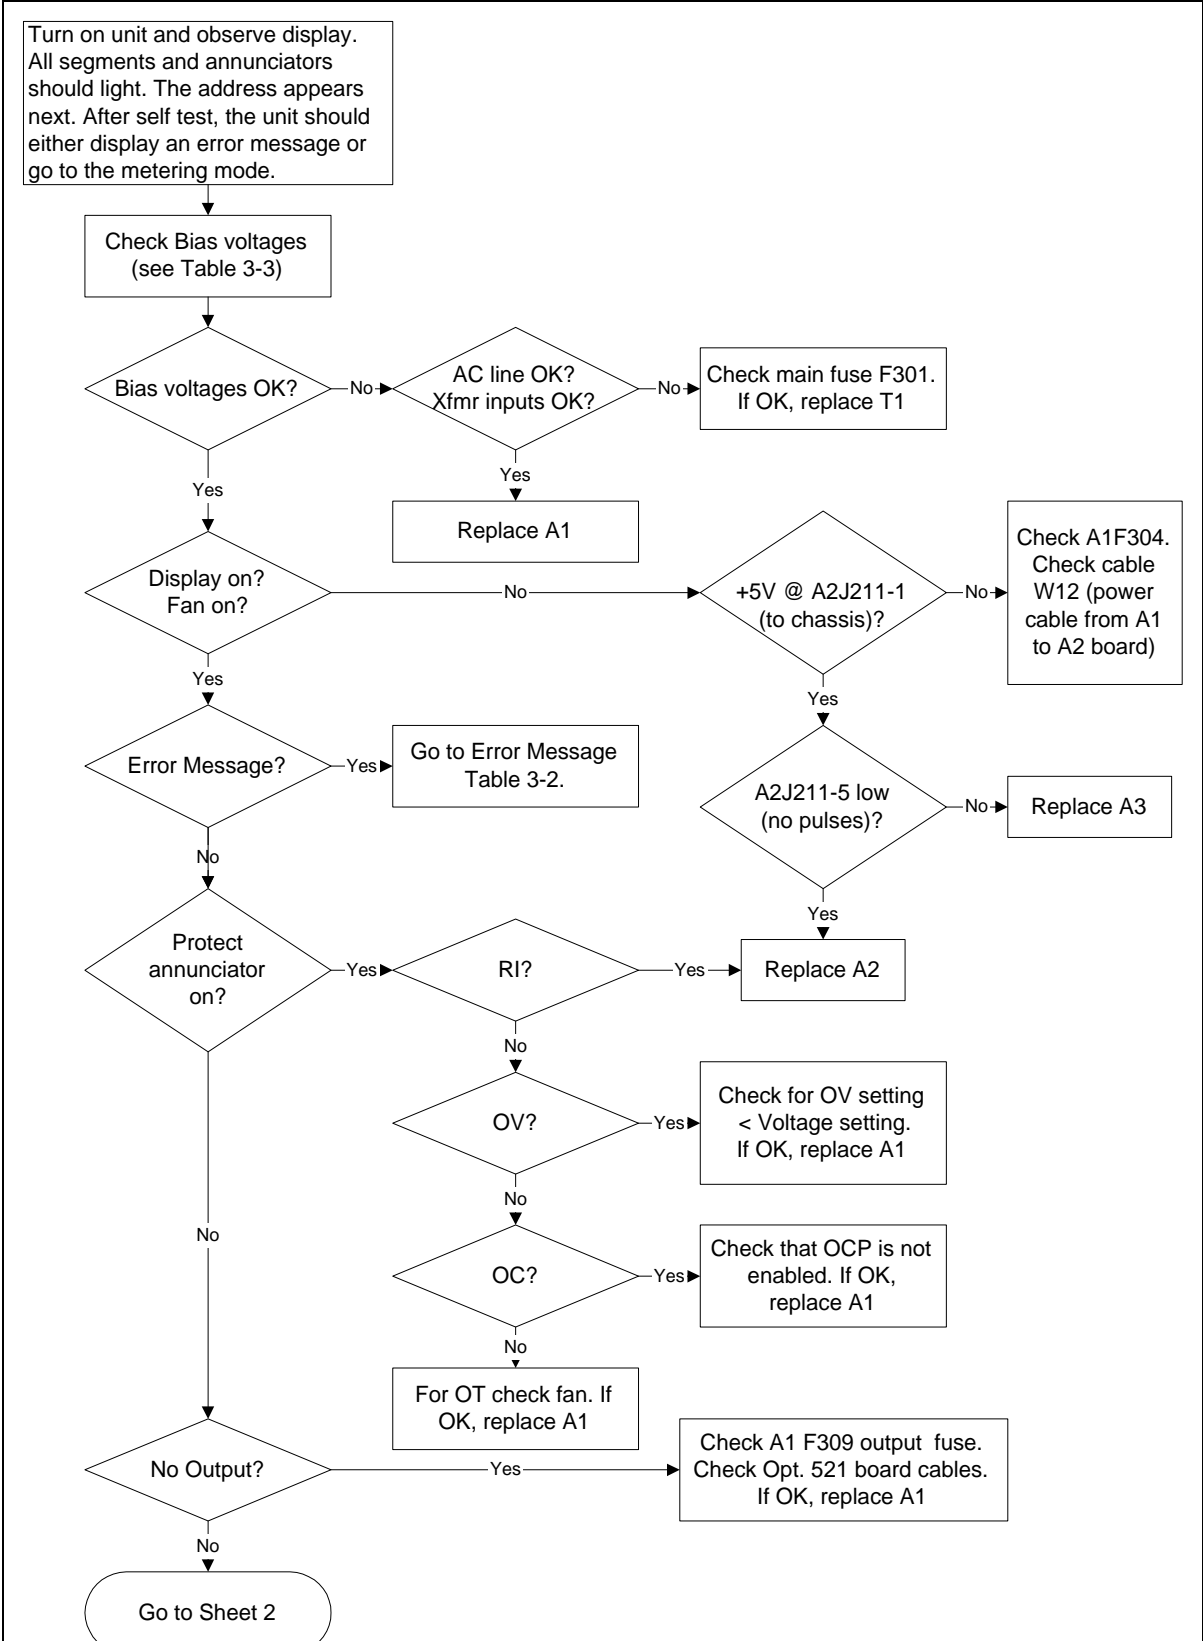 Turn on unit and observe display.
All segments and annunciators
should light. The address appears
next. After self test, the unit should
either display an error message or
go to the metering mode.
Check Bias voltages
(see Table 3-3)
Bias voltages OK?
No
AC line OK?
Xfmr inputs OK?
No
Check main fuse F301.
If OK, replace T1
Yes
Yes
Replace A1
Display on?
Fan on?
No
+5V @ A2J211-1
(to chassis)?
No
Check A1F304.
Check cable
W12 (power
cable from A1
to A2 board)
Yes
Yes
Error Message?
Yes
Go to Error Message
Table 3-2.
A2J211-5 low
(no pulses)?
No
Replace A3
No
Yes
Protect
annunciator
on?
Yes
RI?
Yes
Replace A2
No
OV?
Yes
Check for OV setting
< Voltage setting.
If OK, replace A1
No
No
OC?
Yes
Check that OCP is not
enabled. If OK,
replace A1
No
For OT check fan. If
OK, replace A1
No Output?
Yes
Check A1 F309 output  fuse.
Check Opt. 521 board cables.
If OK, replace A1
No
Go to Sheet 2